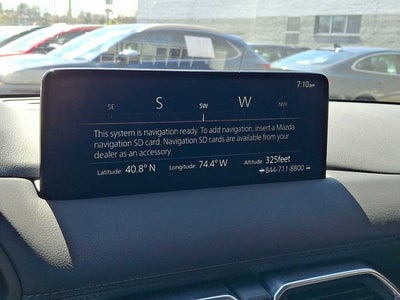 7:10pm
SE S SW W NW
This system is navigation ready. To add navigation, insert a Mazda
navigation SD card. Navigation SD cards are available from your
dealer as an accessory.
Latitude: 40.8° N Longitude: 74.4° W Altitude: 325feet
844-711-8800